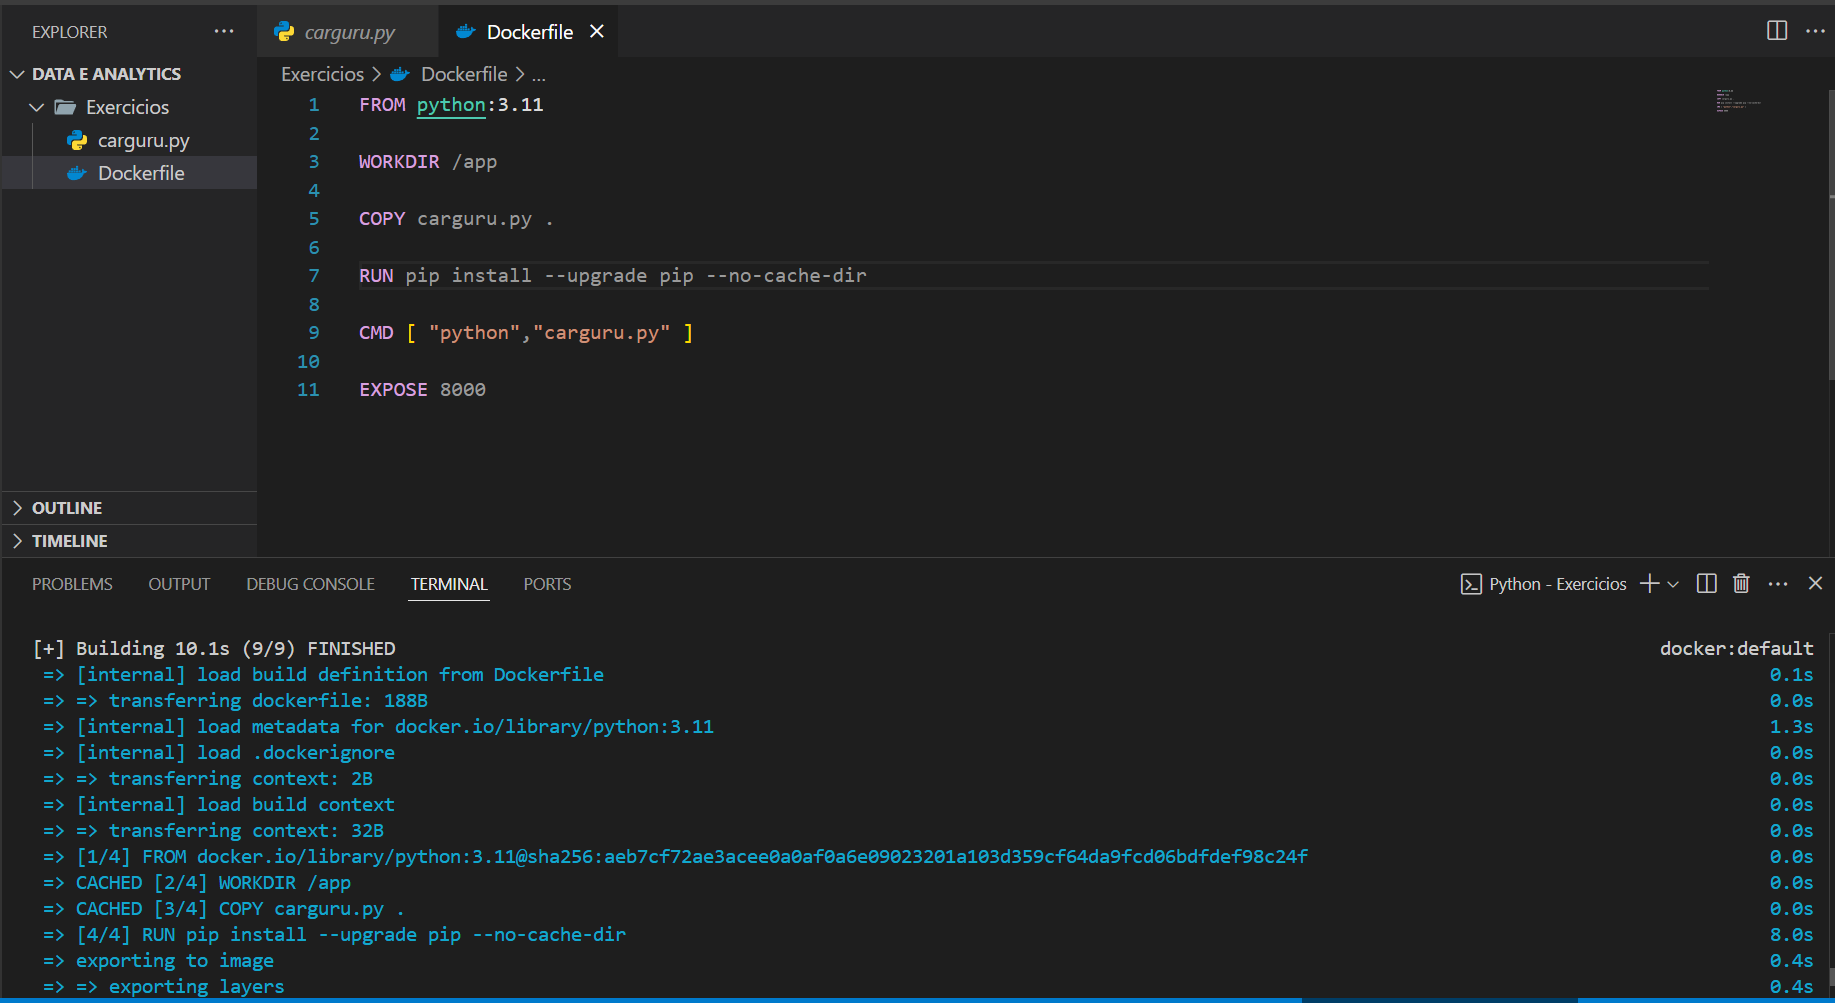 EXPLORER
DATA E ANALYTICS
Exercicios
carguru.py
Dockerfile
OUTLINE
TIMELINE
carguru.py
Dockerfile
Exercicios > Dockerfile > ...
1 FROM python:3.11
2
3 WORKDIR /app
4
5 COPY carguru.py .
6
7 RUN pip install --upgrade pip --no-cache-dir
8
9 CMD [ "python","carguru.py" ]
10
11 EXPOSE 8000
PROBLEMS OUTPUT DEBUG CONSOLE TERMINAL PORTS
Python - Exercicios
[+] Building 10.1s (9/9) FINISHED docker:default
=> [internal] load build definition from Dockerfile 0.1s
=> => transferring dockerfile: 188B 0.0s
=> [internal] load metadata for docker.io/library/python:3.11 1.3s
=> [internal] load .dockerignore 0.0s
=> => transferring context: 2B 0.0s
=> [internal] load build context 0.0s
=> => transferring context: 32B 0.0s
=> [1/4] FROM docker.io/library/python:3.11@sha256:aeb7cf72ae3acee0a0af0a6e09023201a103d359cf64da9fcd06bdfdef98c24f 0.0s
=> CACHED [2/4] WORKDIR /app 0.0s
=> CACHED [3/4] COPY carguru.py . 0.0s
=> [4/4] RUN pip install --upgrade pip --no-cache-dir 8.0s
=> exporting to image 0.4s
=> => exporting layers 0.4s